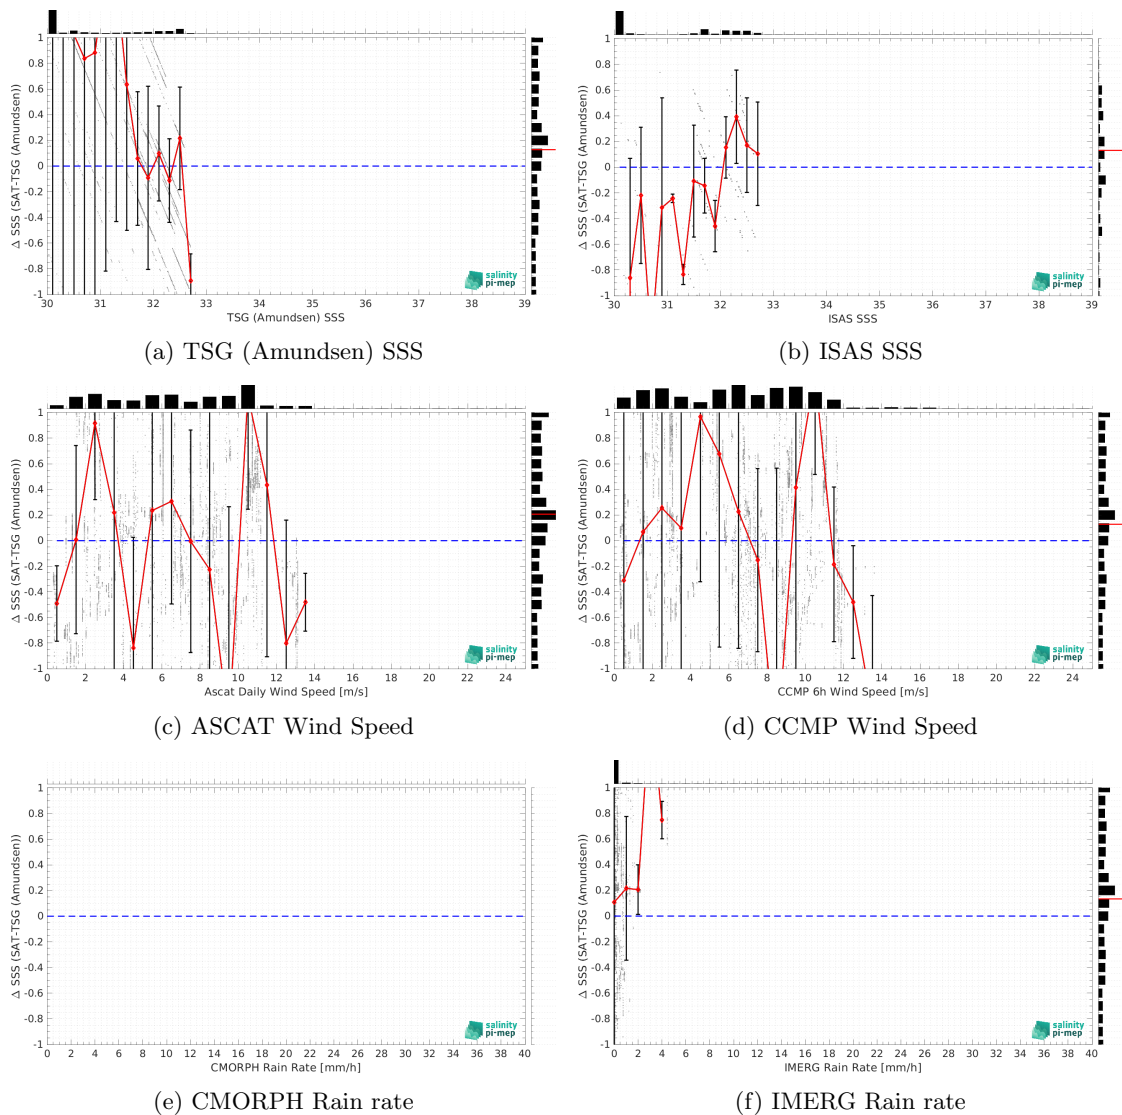 1
0.8
0.6
0.4
0.2
0
-0.2
-0.4
-0.6
-0.8
-1
Δ SSS (SAT-TSG (Amundsen))
30 31 32 33 34 35 36 37 38 39
TSG (Amundsen) SSS
salinity
pi-mep
(a) TSG (Amundsen) SSS
1
0.8
0.6
0.4
0.2
0
-0.2
-0.4
-0.6
-0.8
-1
Δ SSS (SAT-TSG (Amundsen))
30 31 32 33 34 35 36 37 38 39
ISAS SSS
salinity
pi-mep
(b) ISAS SSS
1
0.8
0.6
0.4
0.2
0
-0.2
-0.4
-0.6
-0.8
-1
Δ SSS (SAT-TSG (Amundsen))
0 2 4 6 8 10 12 14 16 18 20 22 24
Ascat Daily Wind Speed [m/s]
salinity
pi-mep
(c) ASCAT Wind Speed
1
0.8
0.6
0.4
0.2
0
-0.2
-0.4
-0.6
-0.8
-1
Δ SSS (SAT-TSG (Amundsen))
0 2 4 6 8 10 12 14 16 18 20 22 24
CCMP 6h Wind Speed [m/s]
salinity
pi-mep
(d) CCMP Wind Speed
1
0.8
0.6
0.4
0.2
0
-0.2
-0.4
-0.6
-0.8
-1
Δ SSS (SAT-TSG (Amundsen))
0 2 4 6 8 10 12 14 16 18 20 22 24 26 28 30 32 34 36 38 40
CMORPH Rain Rate [mm/h]
salinity
pi-mep
(e) CMORPH Rain rate
1
0.8
0.6
0.4
0.2
0
-0.2
-0.4
-0.6
-0.8
-1
Δ SSS (SAT-TSG (Amundsen))
0 2 4 6 8 10 12 14 16 18 20 22 24 26 28 30 32 34 36 38 40
IMERG Rain Rate [mm/h]
salinity
pi-mep
(f) IMERG Rain rate